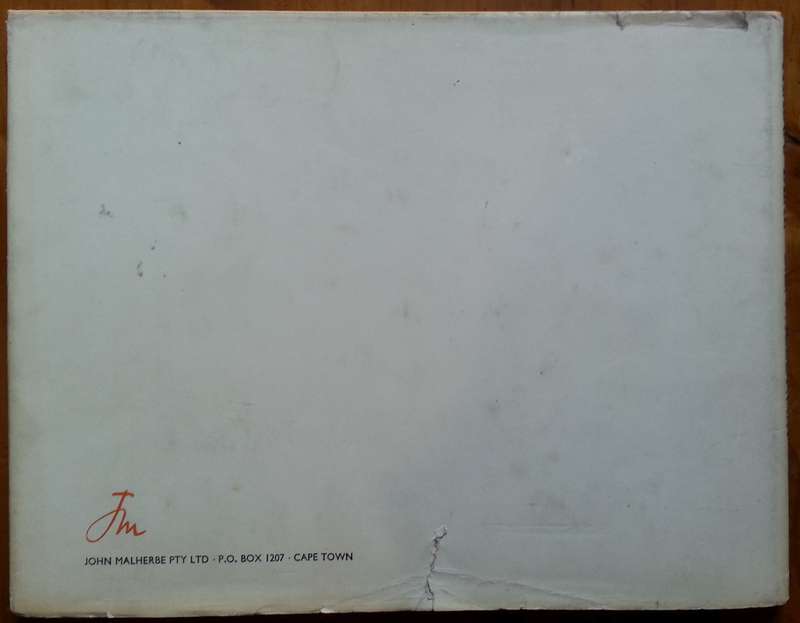 Jm
JOHN MALHERBE PTY LTD · P.O. BOX 1207 · CAPE TOWN